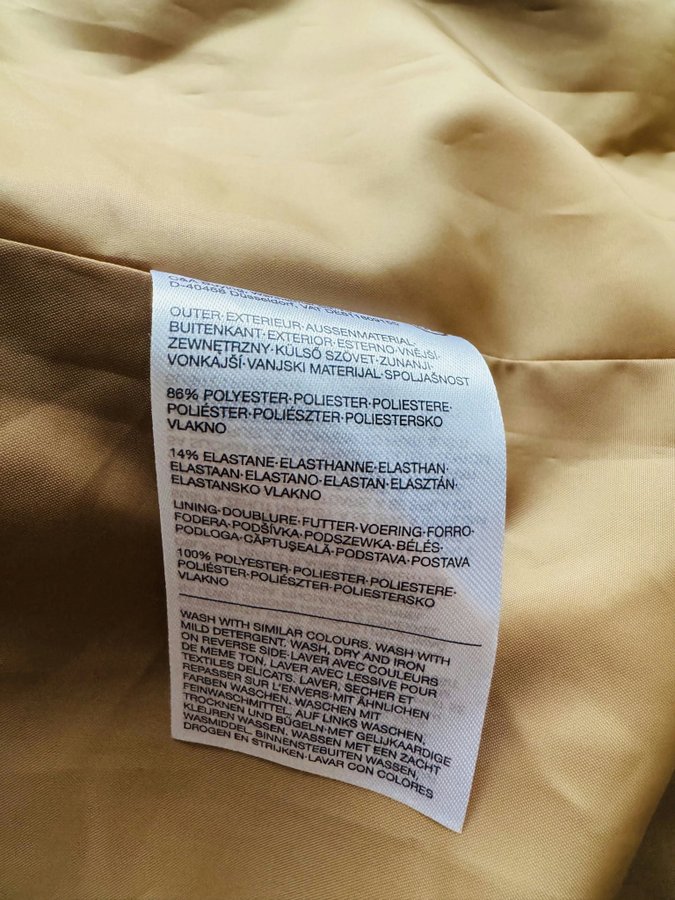 D-40468 Düsseldorf, VAT
OUTER·EXTERIEUR·AUSSENMATERIAL·
BUITENKANT·EXTERIOR·ESTERNO·VNĚJŠÍ·
ZEWNĘTRZNY·KÜLSŐ SZÖVET·ZUNANJI·
VONKAJŠÍ·VANJSKI MATERIJAL·SPOLJAŠNOST
86% POLYESTER·POLIESTER·POLIESTERE·
POLIÉSTER·POLIÉSZTER·POLIESTERSKO
VLAKNO
14% ELASTANE·ELASTHANNE·ELASTHAN·
ELASTAAN·ELASTANO·ELASTAN·ELASZTÁN·
ELASTANSKO VLAKNO
LINING·DOUBLURE·FUTTER·VOERING·FORRO·
FODERA·PODŠÍVKA·PODSZEWKA·BÉLÉS·
PODLOGA·CĂPTUŞEALĂ·PODSTAVA·POSTAVA
100% POLYESTER·POLIESTER·POLIESTERE·
POLIÉSTER·POLIÉSZTER·POLIESTERSKO
VLAKNO
WASH WITH SIMILAR COLOURS, WASH WITH
MILD DETERGENT, WASH, DRY AND IRON
ON REVERSE SIDE·LAVER AVEC COULEURS
DE MEME TON, LAVER AVEC LESSIVE POUR
TEXTILES DELICATS. LAVER, SECHER ET
REPASSER SUR L'ENVERS·MIT ÄHNLICHEN
FARBEN WASCHEN, WASCHEN MIT
FEINWASCHMITTEL, AUF LINKS WASCHEN,
TROCKNEN UND BÜGELN·MET GELIJKAARDIGE
KLEUREN WASSEN, WASSEN MET EEN ZACHT
WASMIDDEL, BINNENSTEBUITEN WASSEN,
DROGEN EN STRIJKEN·LAVAR CON COLORES